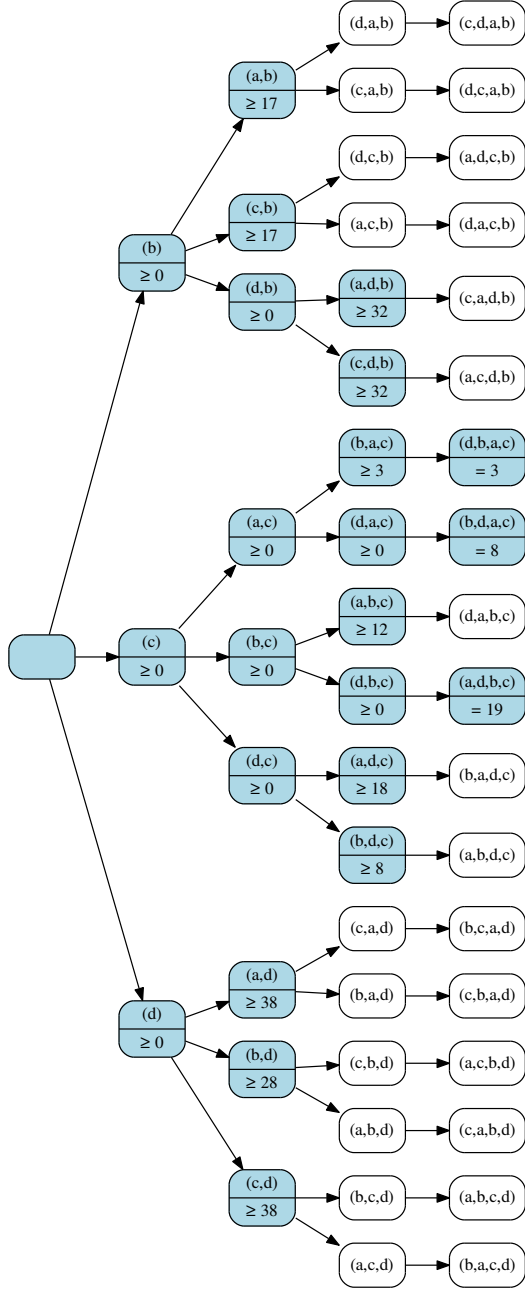 (d,a,b)
(c,d,a,b)
(a,b)
≥ 17
(c,a,b)
(d,c,a,b)
(d,c,b)
(a,d,c,b)
(c,b)
≥ 17
(a,c,b)
(d,a,c,b)
(b)
≥ 0
(d,b)
≥ 0
(a,d,b)
≥ 32
(c,a,d,b)
(c,d,b)
≥ 32
(a,c,d,b)
(b,a,c)
≥ 3
(d,b,a,c)
= 3
(a,c)
≥ 0
(d,a,c)
≥ 0
(b,d,a,c)
= 8
(a,b,c)
≥ 12
(d,a,b,c)
(c)
≥ 0
(b,c)
≥ 0
(d,b,c)
≥ 0
(a,d,b,c)
= 19
(d,c)
≥ 0
(a,d,c)
≥ 18
(b,a,d,c)
(b,d,c)
≥ 8
(a,b,d,c)
(c,a,d)
(b,c,a,d)
(a,d)
≥ 38
(b,a,d)
(c,b,a,d)
(d)
≥ 0
(b,d)
≥ 28
(c,b,d)
(a,c,b,d)
(a,b,d)
(c,a,b,d)
(c,d)
≥ 38
(b,c,d)
(a,b,c,d)
(a,c,d)
(b,a,c,d)